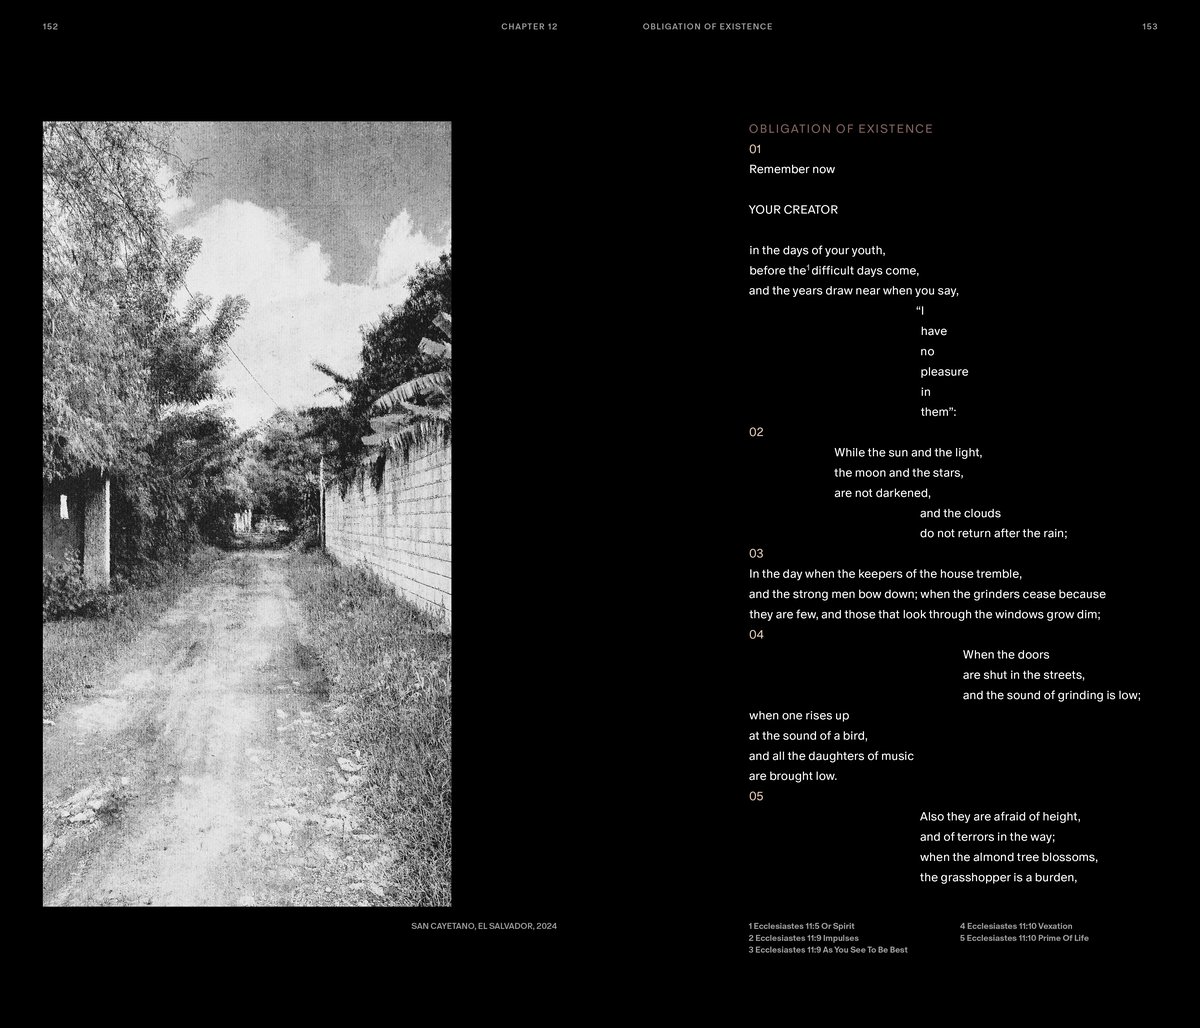 152
CHAPTER 12
OBLIGATION OF EXISTENCE
153
SAN CAYETANO, EL SALVADOR, 2024
OBLIGATION OF EXISTENCE
01
Remember now
YOUR CREATOR
in the days of your youth,
before the¹ difficult days come,
and the years draw near when you say,
“I
have
no
pleasure
in
them”:
02
While the sun and the light,
the moon and the stars,
are not darkened,
and the clouds
do not return after the rain;
03
In the day when the keepers of the house tremble,
and the strong men bow down; when the grinders cease because
they are few, and those that look through the windows grow dim;
04
When the doors
are shut in the streets,
and the sound of grinding is low;
when one rises up
at the sound of a bird,
and all the daughters of music
are brought low.
05
Also they are afraid of height,
and of terrors in the way;
when the almond tree blossoms,
the grasshopper is a burden,
1 Ecclesiastes 11:5 Or Spirit
2 Ecclesiastes 11:9 Impulses
3 Ecclesiastes 11:9 As You See To Be Best
4 Ecclesiastes 11:10 Vexation
5 Ecclesiastes 11:10 Prime Of Life